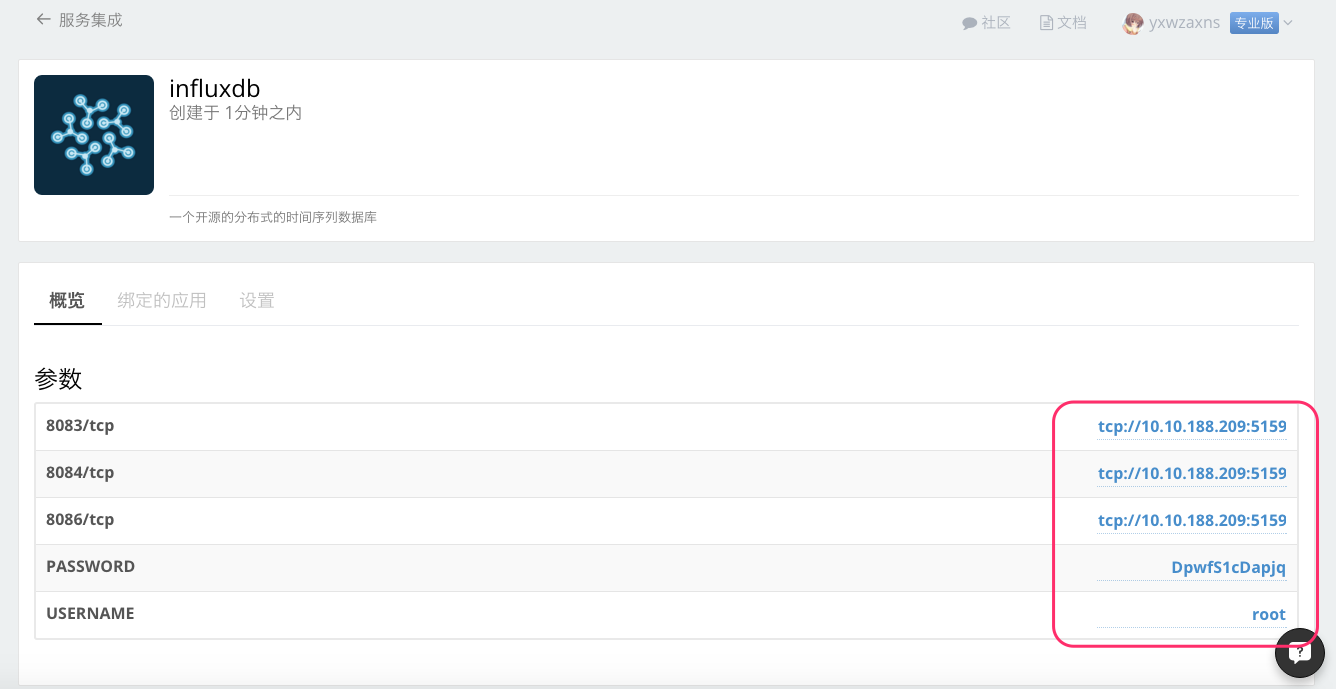 服务集成
社区 文档 yxwzaxns 专业版
influxdb
创建于 1分钟之内
一个开源的分布式的时间序列数据库
概览 绑定的应用 设置
参数
8083/tcp tcp://10.10.188.209:5159
8084/tcp tcp://10.10.188.209:5159
8086/tcp tcp://10.10.188.209:5159
PASSWORD DpwfS1cDapjq
USERNAME root